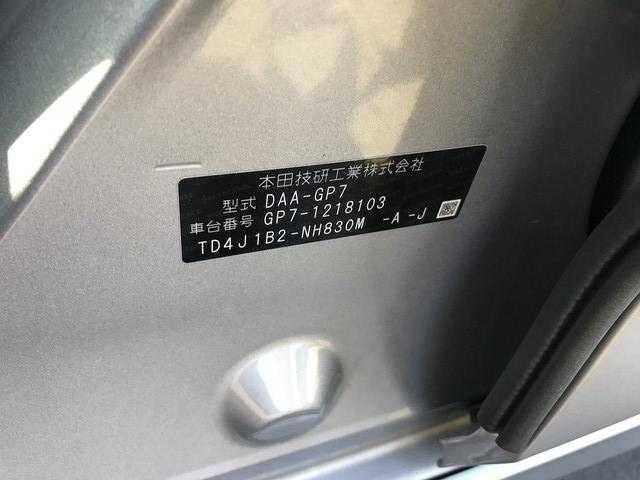 本田技研工業株式会社
型式 DAA-GP7
車台番号 GP7-1218103
TD4J1B2-NH830M -A -J